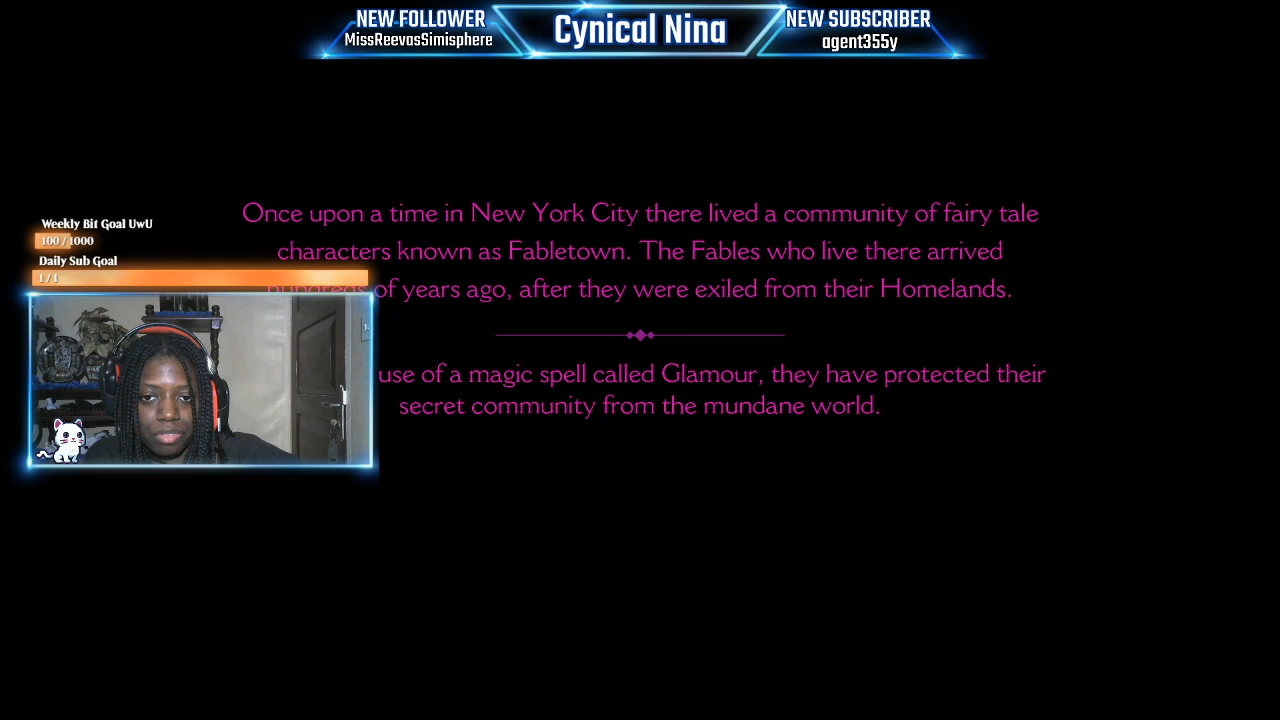 NEW FOLLOWER
MissReevasSimisphere
Cynical Nina
NEW SUBSCRIBER
agent355y
Weekly Bit Goal UwU
100 / 1000
Daily Sub Goal
1 / 1
Once upon a time in New York City there lived a community of fairy tale
characters known as Fabletown. The Fables who live there arrived
hundreds of years ago, after they were exiled from their Homelands.
use of a magic spell called Glamour, they have protected their
secret community from the mundane world.